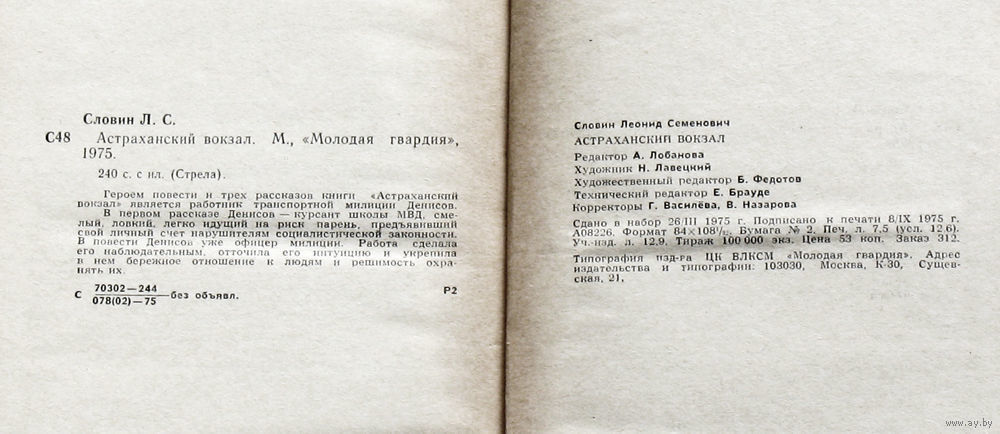 Словин Л. С.
С48 Астраханский вокзал. М., «Молодая гвардия»,
1975.
240 с. с ил. (Стрела).
Героем повести и трех рассказов книги «Астраханский
вокзал» является работник транспортной милиции Денисов.
В первом рассказе Денисов — курсант школы МВД, сме-
лый, ловкий, легко идущий на риск парень, предъявивший
свой личный счет нарушителям социалистической законности.
В повести Денисов уже офицер милиции. Работа сделала
его наблюдательным, отточила его интуицию и укрепила
в нем бережное отношение к людям и решимость охра-
нять их.
70302—244
С —без объявл. Р2
078(02)—75
Словин Леонид Семенович
АСТРАХАНСКИЙ ВОКЗАЛ
Редактор А. Лобанова
Художник Н. Лавецкий
Художественный редактор Б. Федотов
Технический редактор Е. Брауде
Корректоры Г. Василёва, В. Назарова
Сдано в набор 26/III 1975 г. Подписано к печати 8/IX 1975 г.
А08226. Формат 84×108¹/₃₂. Бумага № 2. Печ. л. 7,5 (усл. 12,6).
Уч.-изд. л. 12,9. Тираж 100 000 экз. Цена 53 коп. Заказ 312.
Типография изд-ва ЦК ВЛКСМ «Молодая гвардия». Адрес
издательства и типографии: 103030, Москва, К-30, Сущев-
ская, 21,
www.ay.by